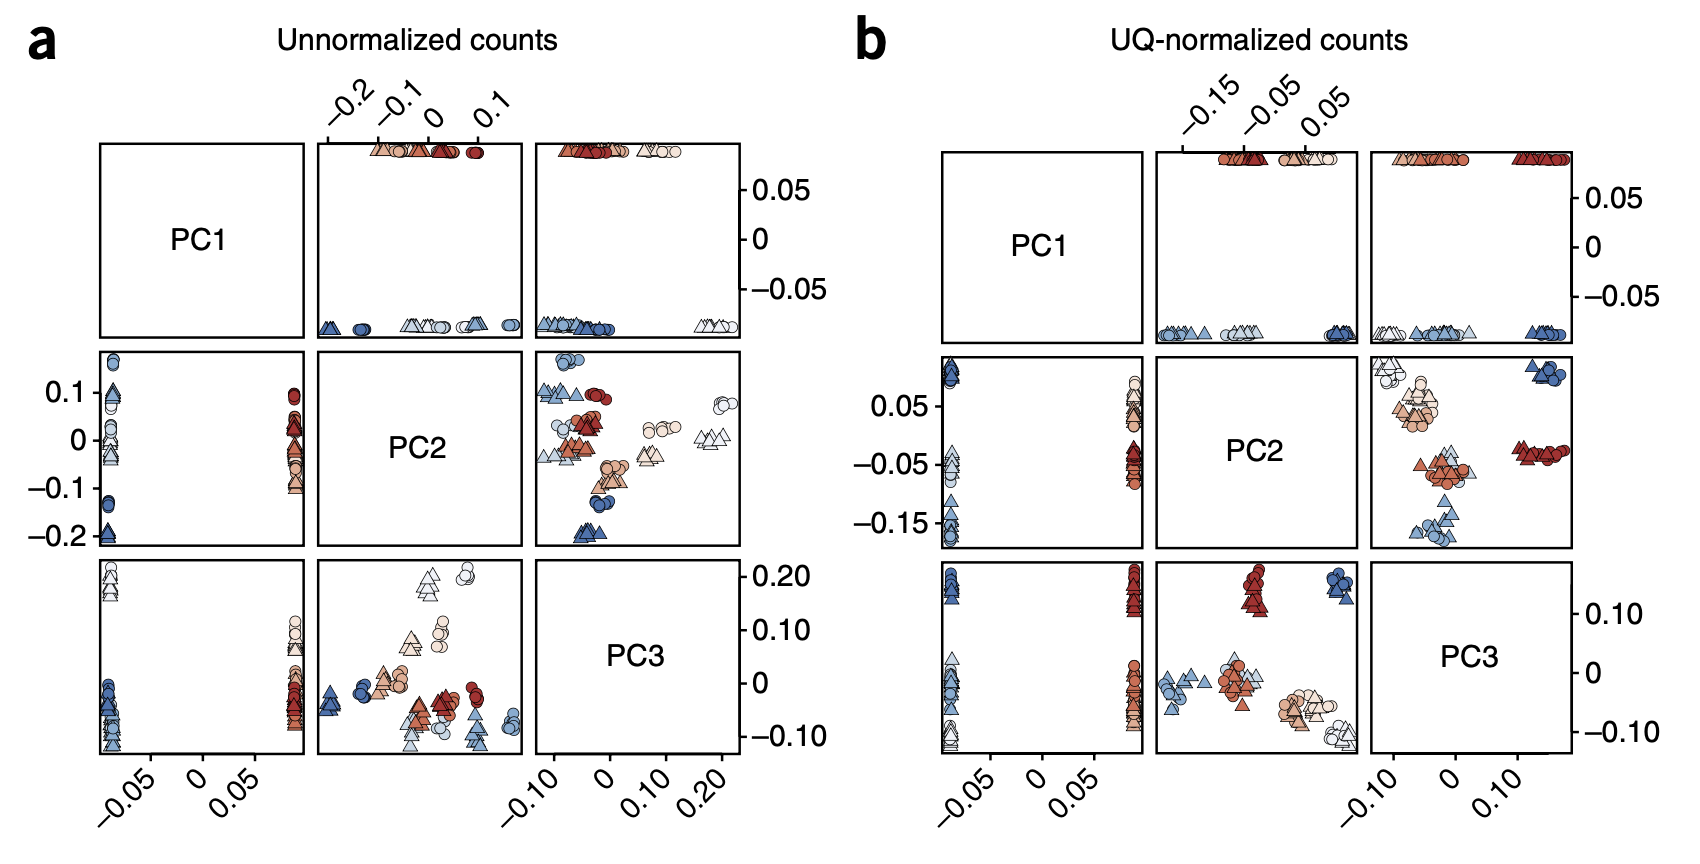 a
Unnormalized counts
−0.2 −0.1 0 0.1
PC1
0.05
0
−0.05
0.1
0
−0.1
−0.2
PC2
0.20
0.10
0
−0.10
PC3
−0.05 0 0.05
−0.10 0 0.10 0.20
b
UQ-normalized counts
−0.15 −0.05 0.05
PC1
0.05
0
−0.05
0.05
−0.05
−0.15
PC2
0.10
0
−0.10
PC3
−0.05 0 0.05
−0.10 0 0.10